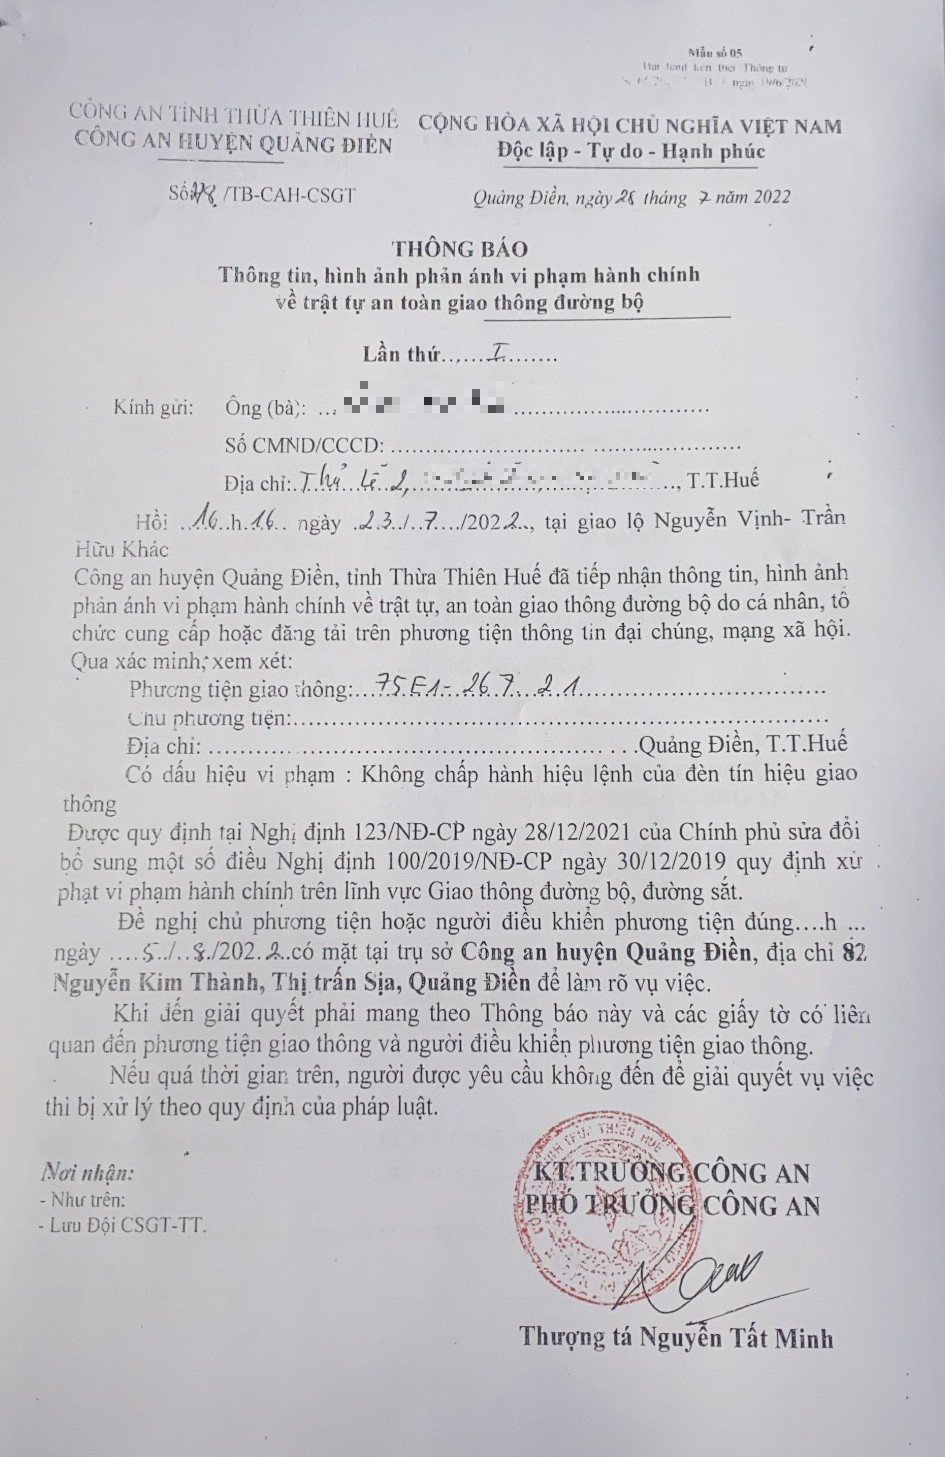 Mẫu số 05
CÔNG AN TỈNH THỪA THIÊN HUẾ
CÔNG AN HUYỆN QUẢNG ĐIỀN
CỘNG HÒA XÃ HỘI CHỦ NGHĨA VIỆT NAM
Độc lập - Tự do - Hạnh phúc
Số /TB-CAH-CSGT
Quảng Điền, ngày 28 tháng 7 năm 2022
THÔNG BÁO
Thông tin, hình ảnh phản ánh vi phạm hành chính
về trật tự an toàn giao thông đường bộ
Lần thứ.......I.......
Kính gửi: Ông (bà): ...
Số CMND/CCCD: ...
Địa chỉ:..Thủ Lễ 2, ..., T.T.Huế
Hồi ..16..h.16.. ngày .23../..7..../2022.., tại giao lộ Nguyễn Vịnh- Trần
Hữu Khác
Công an huyện Quảng Điền, tỉnh Thừa Thiên Huế đã tiếp nhận thông tin, hình ảnh
phản ánh vi phạm hành chính về trật tự, an toàn giao thông đường bộ do cá nhân, tổ
chức cung cấp hoặc đăng tải trên phương tiện thông tin đại chúng, mạng xã hội.
Qua xác minh, xem xét:
Phương tiện giao thông:...75E1-26.7.21...
Chủ phương tiện:...
Địa chỉ: ... Quảng Điền, T.T.Huế
Có dấu hiệu vi phạm : Không chấp hành hiệu lệnh của đèn tín hiệu giao
thông
Được quy định tại Nghị định 123/NĐ-CP ngày 28/12/2021 của Chính phủ sửa đổi
bổ sung một số điều Nghị định 100/2019/NĐ-CP ngày 30/12/2019 quy định xử
phạt vi phạm hành chính trên lĩnh vực Giao thông đường bộ, đường sắt.
Đề nghị chủ phương tiện hoặc người điều khiển phương tiện đúng....h ...
ngày ....5../..8./2022..có mặt tại trụ sở Công an huyện Quảng Điền, địa chỉ 82
Nguyễn Kim Thành, Thị trấn Sịa, Quảng Điền để làm rõ vụ việc.
Khi đến giải quyết phải mang theo Thông báo này và các giấy tờ có liên
quan đến phương tiện giao thông và người điều khiển phương tiện giao thông.
Nếu quá thời gian trên, người được yêu cầu không đến để giải quyết vụ việc
thì bị xử lý theo quy định của pháp luật.
Nơi nhận:
- Như trên:
- Lưu Đội CSGT-TT.
KT.TRƯỞNG CÔNG AN
PHÓ TRƯỞNG CÔNG AN
Thượng tá Nguyễn Tất Minh